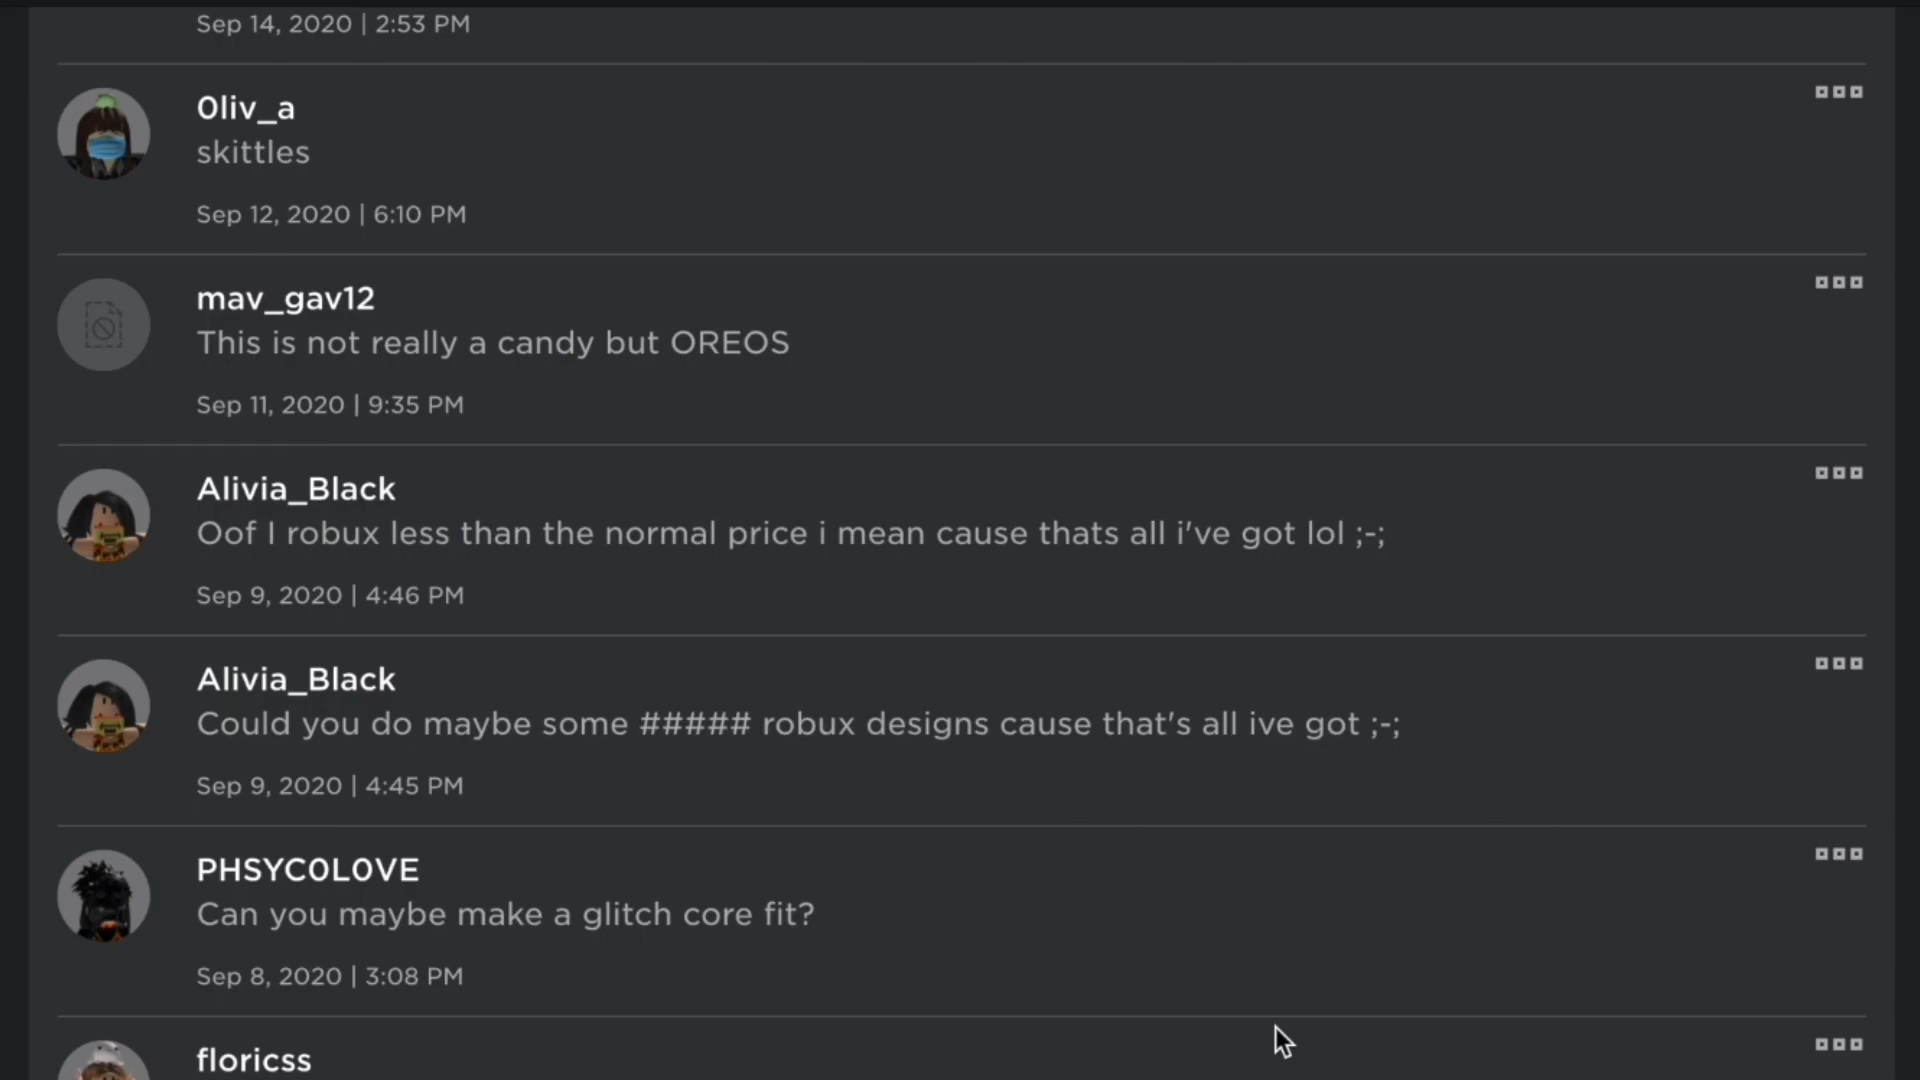 Sep 14, 2020 | 2:53 PM
0liv_a
skittles
Sep 12, 2020 | 6:10 PM
mav_gav12
This is not really a candy but OREOS
Sep 11, 2020 | 9:35 PM
Alivia_Black
Oof I robux less than the normal price i mean cause thats all i've got lol ;-;
Sep 9, 2020 | 4:46 PM
Alivia_Black
Could you do maybe some ##### robux designs cause that's all ive got ;-;
Sep 9, 2020 | 4:45 PM
PHSYC0L0VE
Can you maybe make a glitch core fit?
Sep 8, 2020 | 3:08 PM
floricss